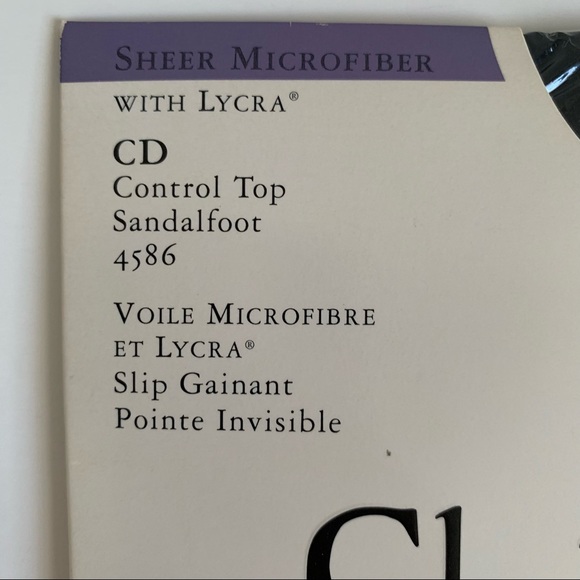 SHEER MICROFIBER
WITH LYCRA®
CD
Control Top
Sandalfoot
4586
VOILE MICROFIBRE
ET LYCRA®
Slip Gainant
Pointe Invisible